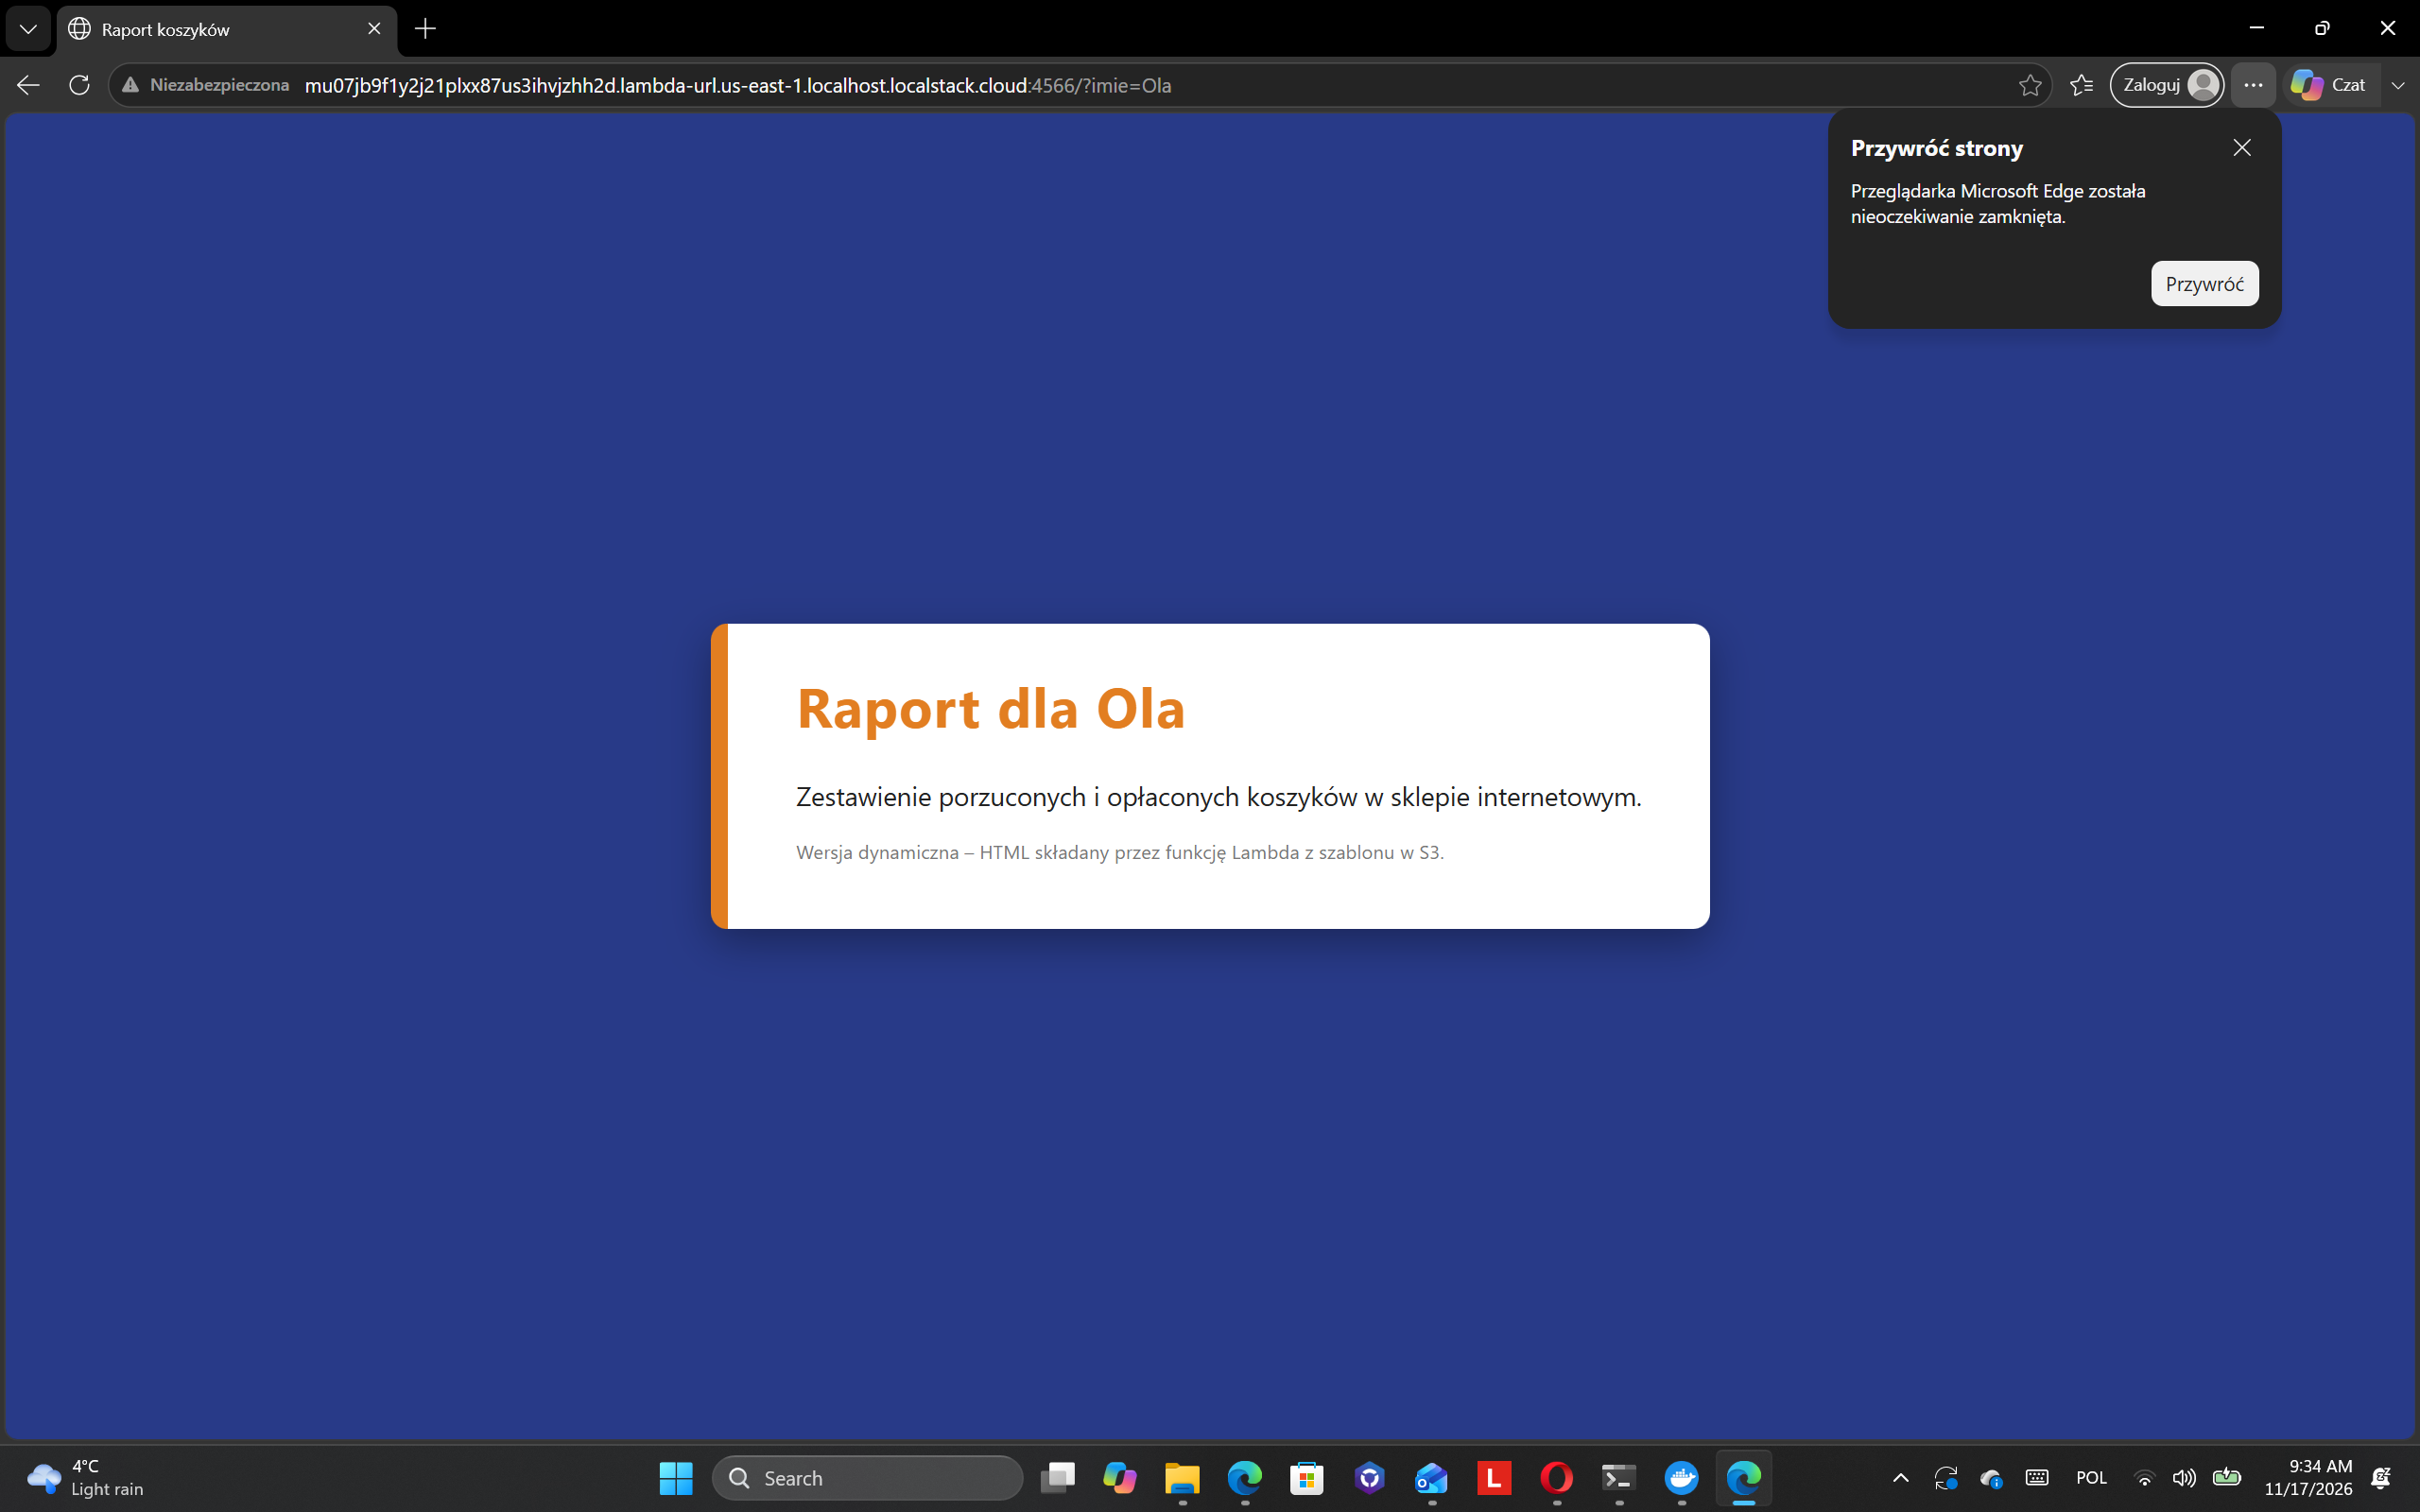 Raport koszyków
Niezabezpieczona mu07jb9f1y2j21plxx87us3ihvjzhh2d.lambda-url.us-east-1.localhost.localstack.cloud:4566/?imie=Ola
Zaloguj
Czat
Przywróć strony
Przeglądarka Microsoft Edge została
nieoczekiwanie zamknięta.
Przywróć
Raport dla Ola
Zestawienie porzuconych i opłaconych koszyków w sklepie internetowym.
Wersja dynamiczna – HTML składany przez funkcję Lambda z szablonu w S3.
4°C
Light rain
Search
L
POL
9:34 AM
11/17/2026